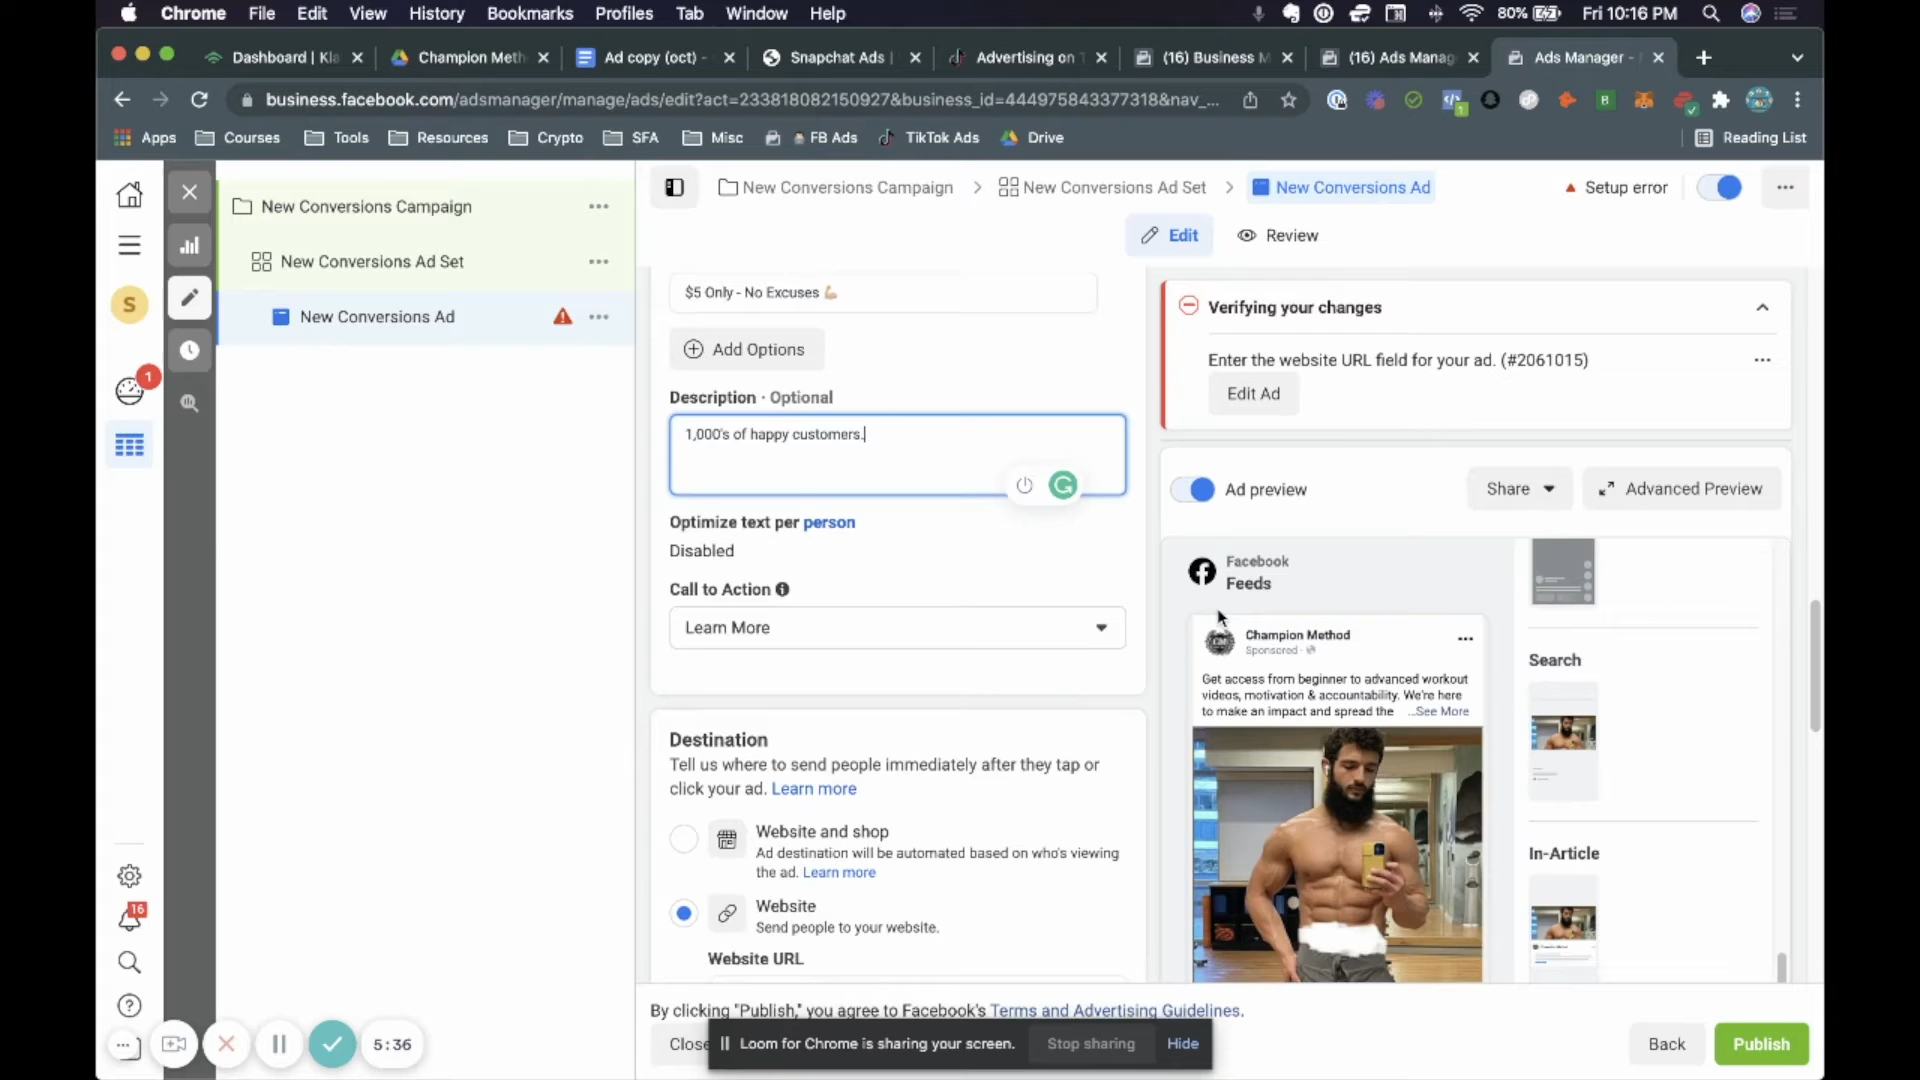 Chrome File Edit View History Bookmarks Profiles Tab Window Help 80% Fri 10:16 PM
Dashboard | Kla Champion Meth Ad copy (oct) - Snapchat Ads | Advertising on T (16) Business M (16) Ads Manag Ads Manager -
business.facebook.com/adsmanager/manage/ads/edit?act=233818082150927&business_id=444975843377318&nav_...
Apps Courses Tools Resources Crypto SFA Misc FB Ads TikTok Ads Drive Reading List
New Conversions Campaign
New Conversions Ad Set
New Conversions Ad
S
1
16
New Conversions Campaign > New Conversions Ad Set > New Conversions Ad
Setup error
Edit Review
$5 Only - No Excuses 💪🏼
Add Options
Description · Optional
1,000's of happy customers.
Optimize text per person
Disabled
Call to Action
Learn More
Destination
Tell us where to send people immediately after they tap or
click your ad. Learn more
Website and shop
Ad destination will be automated based on who's viewing
the ad. Learn more
Website
Send people to your website.
Website URL
Verifying your changes
Enter the website URL field for your ad. (#2061015)
Edit Ad
Ad preview
Share
Advanced Preview
Facebook
Feeds
Champion Method
Sponsored ·
Get access from beginner to advanced workout
videos, motivation & accountability. We're here
to make an impact and spread the ...See More
Search
In-Article
By clicking "Publish," you agree to Facebook's Terms and Advertising Guidelines.
Close
Loom for Chrome is sharing your screen.
Stop sharing
Hide
Back
Publish
5:36